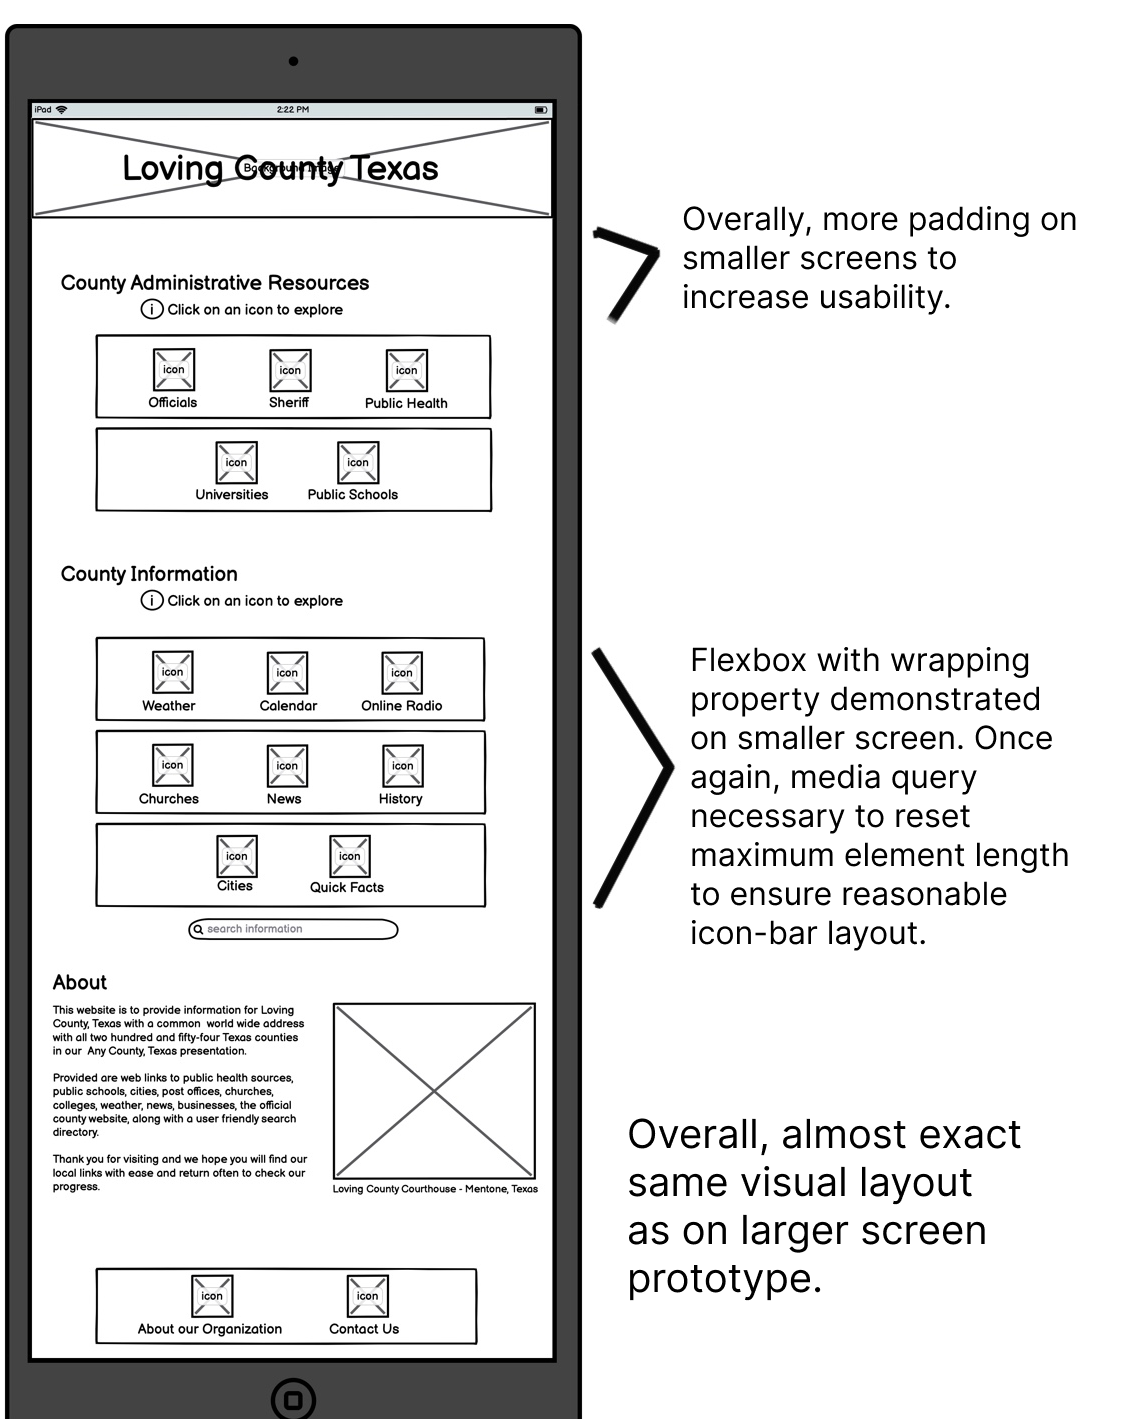 iPad 2:22 PM
Loving County Texas
Background Image
County Administrative Resources
i Click on an icon to explore
icon icon icon
Officials Sheriff Public Health
icon icon
Universities Public Schools
County Information
i Click on an icon to explore
icon icon icon
Weather Calendar Online Radio
icon icon icon
Churches News History
icon icon
Cities Quick Facts
search information
About
This website is to provide information for Loving
County, Texas with a common world wide address
with all two hundred and fifty-four Texas counties
in our Any County, Texas presentation.
Provided are web links to public health sources,
public schools, cities, post offices, churches,
colleges, weather, news, businesses, the official
county website, along with a user friendly search
directory.
Thank you for visiting and we hope you will find our
local links with ease and return often to check our
progress.
Loving County Courthouse - Mentone, Texas
icon icon
About our Organization Contact Us
Overally, more padding on
smaller screens to
increase usability.
Flexbox with wrapping
property demonstrated
on smaller screen. Once
again, media query
necessary to reset
maximum element length
to ensure reasonable
icon-bar layout.
Overall, almost exact
same visual layout
as on larger screen
prototype.